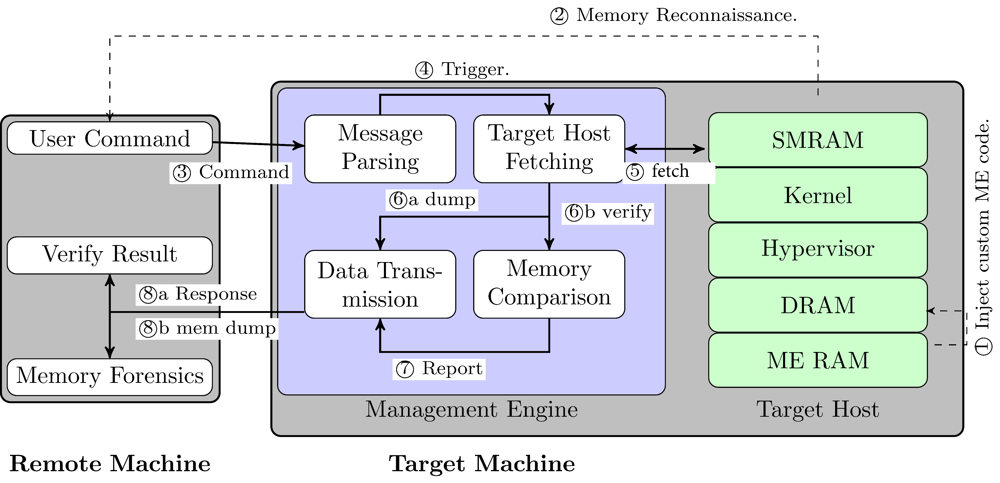 ② Memory Reconnaissance.
④ Trigger.
User Command
Message
Parsing
Target Host
Fetching
SMRAM
③ Command
⑤ fetch
Kernel
⑥a dump
⑥b verify
Verify Result
Hypervisor
Data Trans-
mission
Memory
Comparison
DRAM
⑧a Response
⑧b mem dump
⑦ Report
Memory Forensics
ME RAM
① Inject custom ME code.
Management Engine
Target Host
Remote Machine
Target Machine